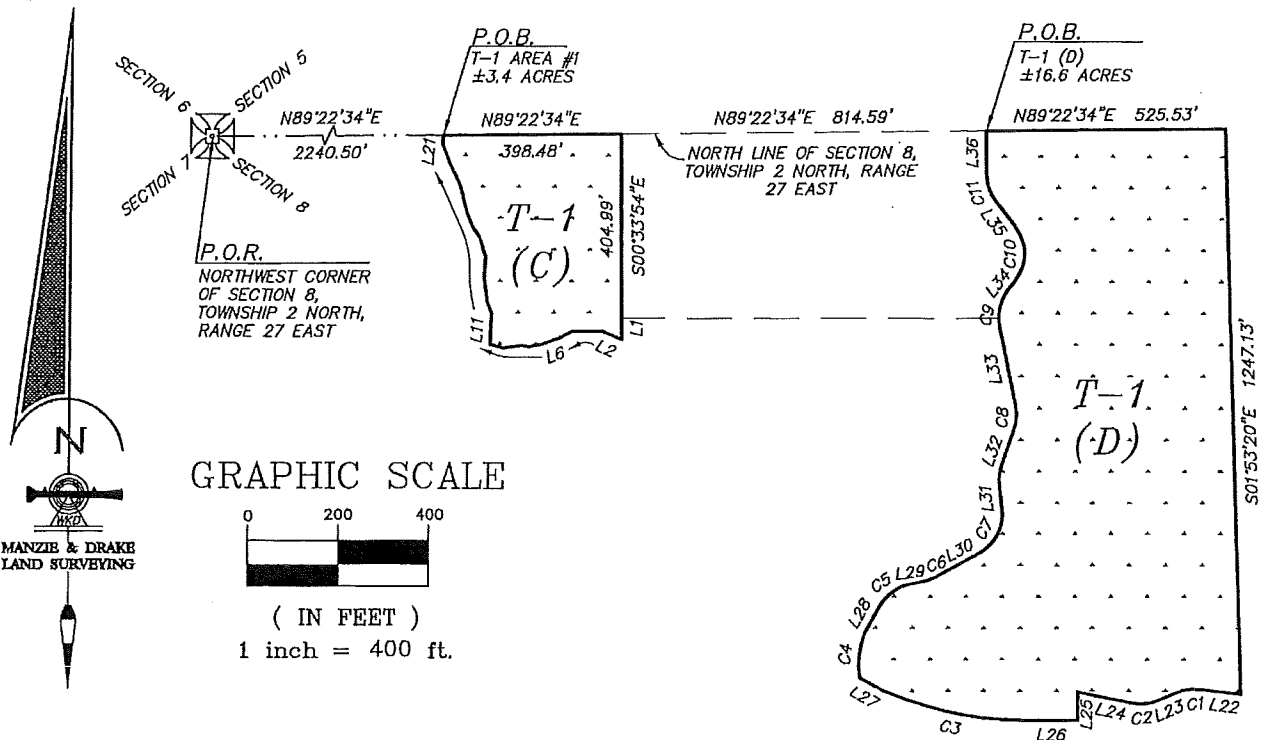 P.O.B.
T-1 AREA #1
±3.4 ACRES
P.O.B.
T-1 (D)
±16.6 ACRES
SECTION 6
SECTION 5
SECTION 7
SECTION 8
N89°22'34"E
2240.50'
N89°22'34"E
398.48'
N89°22'34"E 814.59'
N89°22'34"E 525.53'
NORTH LINE OF SECTION 8,
TOWNSHIP 2 NORTH, RANGE
27 EAST
P.O.R.
NORTHWEST CORNER
OF SECTION 8,
TOWNSHIP 2 NORTH,
RANGE 27 EAST
L21
T-1
(C)
404.99'
S00°33'54"E
L11
L6
L2
L1
L36
C11
L35
C10
L34
C9
L33
C8
L32
L31
C7
L30
C6
L29
C5
L28
C4
L27
C3
L26
L25
L24
C2
L23
C1
L22
T-1
(D)
S01°53'20"E 1247.13'
N
WKD
MANZIE & DRAKE
LAND SURVEYING
GRAPHIC SCALE
0 200 400
( IN FEET )
1 inch = 400 ft.